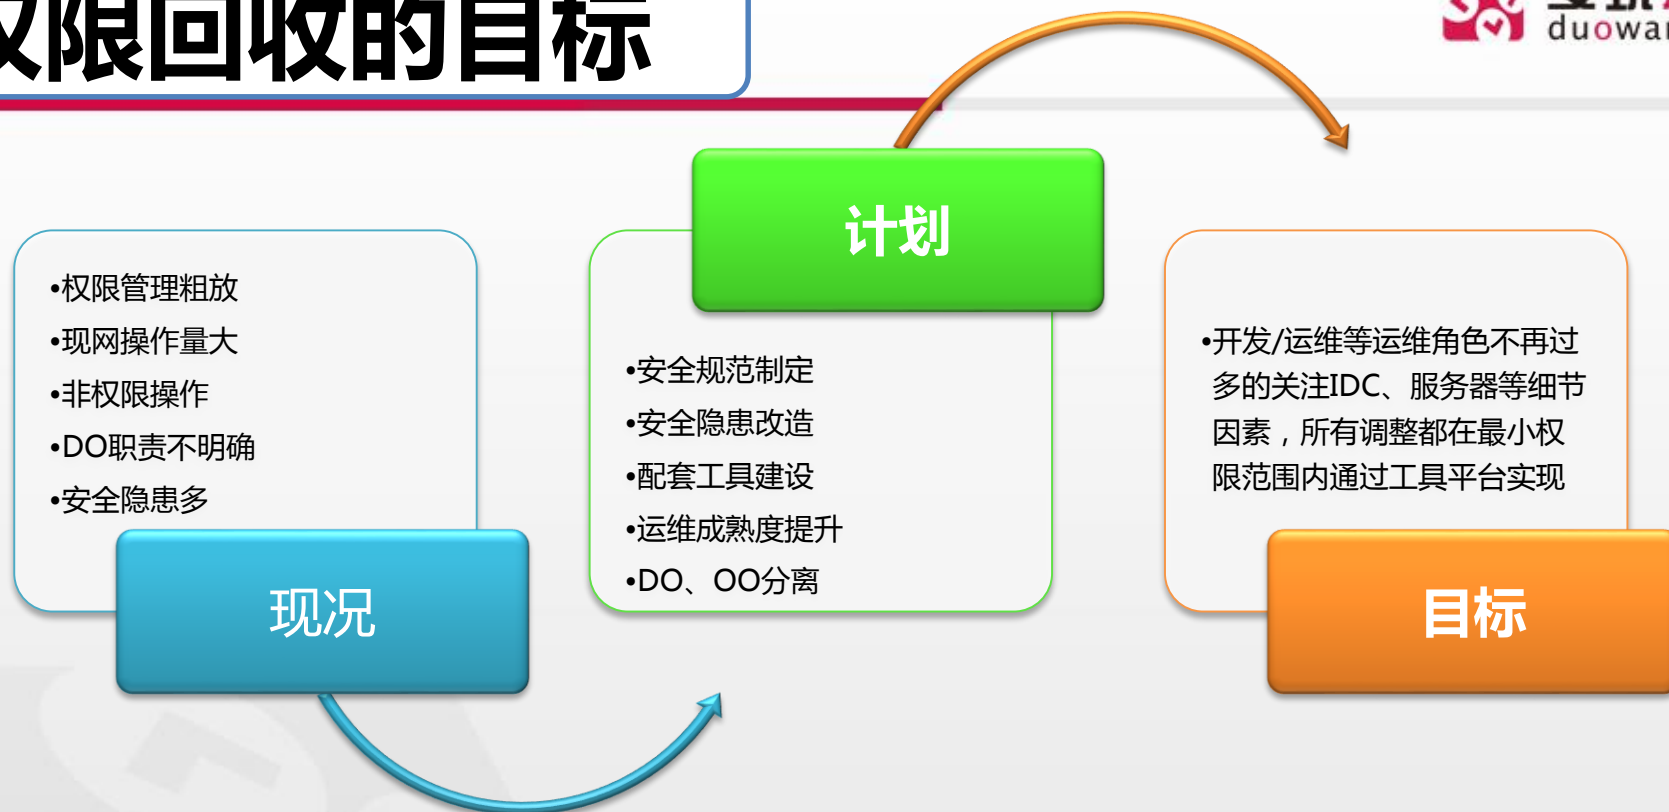 权限回收的目标
duowan
•权限管理粗放
•现网操作量大
•非权限操作
•DO职责不明确
•安全隐患多
现况
计划
•安全规范制定
•安全隐患改造
•配套工具建设
•运维成熟度提升
•DO、OO分离
•开发/运维等运维角色不再过
多的关注IDC、服务器等细节
因素，所有调整都在最小权
限范围内通过工具平台实现
目标